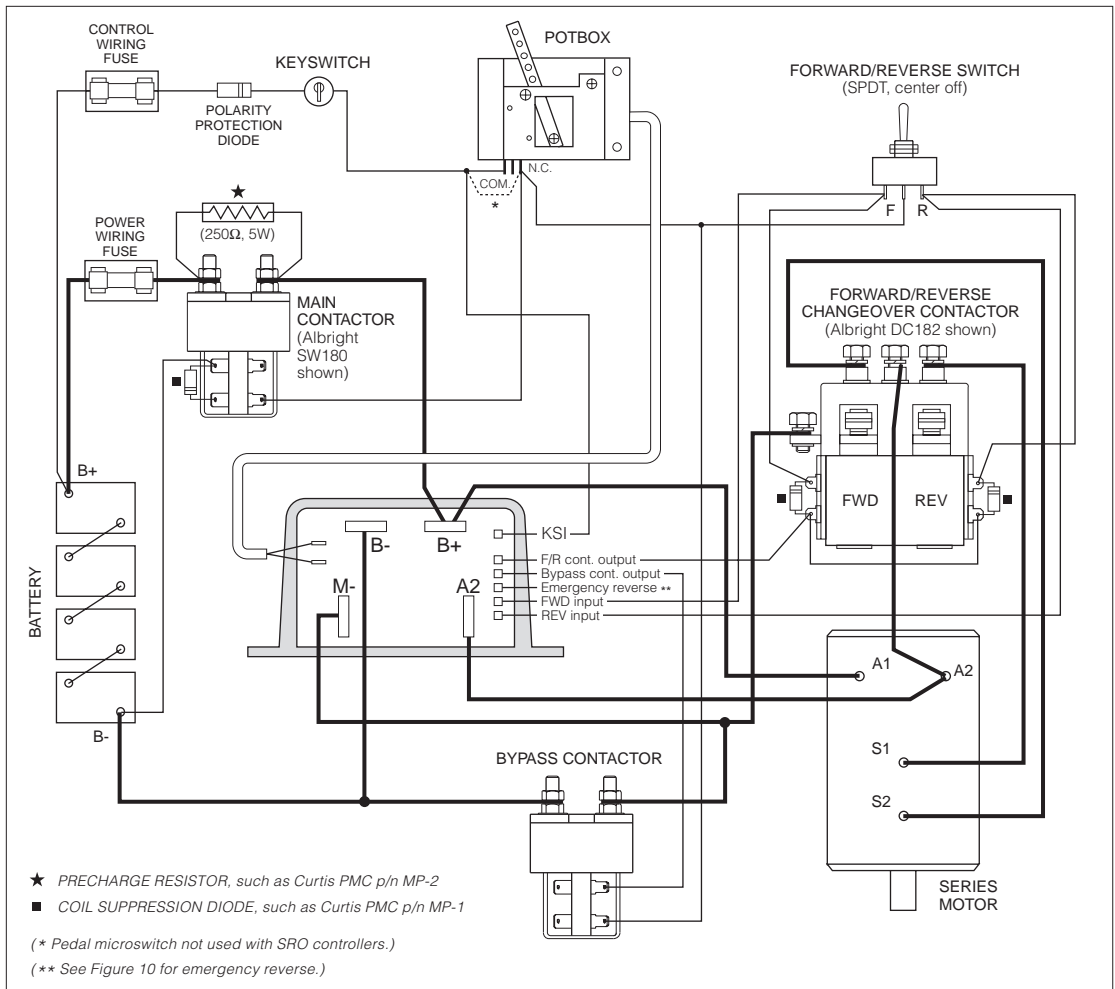 CONTROL
WIRING
FUSE
POLARITY
PROTECTION
DIODE
KEYSWITCH
POTBOX
N.C.
COM.
*
FORWARD/REVERSE SWITCH
(SPDT, center off)
F
R
★
(250Ω, 5W)
POWER
WIRING
FUSE
MAIN
CONTACTOR
(Albright
SW180
shown)
■
FORWARD/REVERSE
CHANGEOVER CONTACTOR
(Albright DC182 shown)
■
FWD
REV
■
B+
BATTERY
B-
B-
B+
M-
A2
KSI
F/R cont. output
Bypass cont. output
Emergency reverse **
FWD input
REV input
A1
A2
S1
S2
SERIES
MOTOR
BYPASS CONTACTOR
★ PRECHARGE RESISTOR, such as Curtis PMC p/n MP-2
■ COIL SUPPRESSION DIODE, such as Curtis PMC p/n MP-1
(* Pedal microswitch not used with SRO controllers.)
(** See Figure 10 for emergency reverse.)